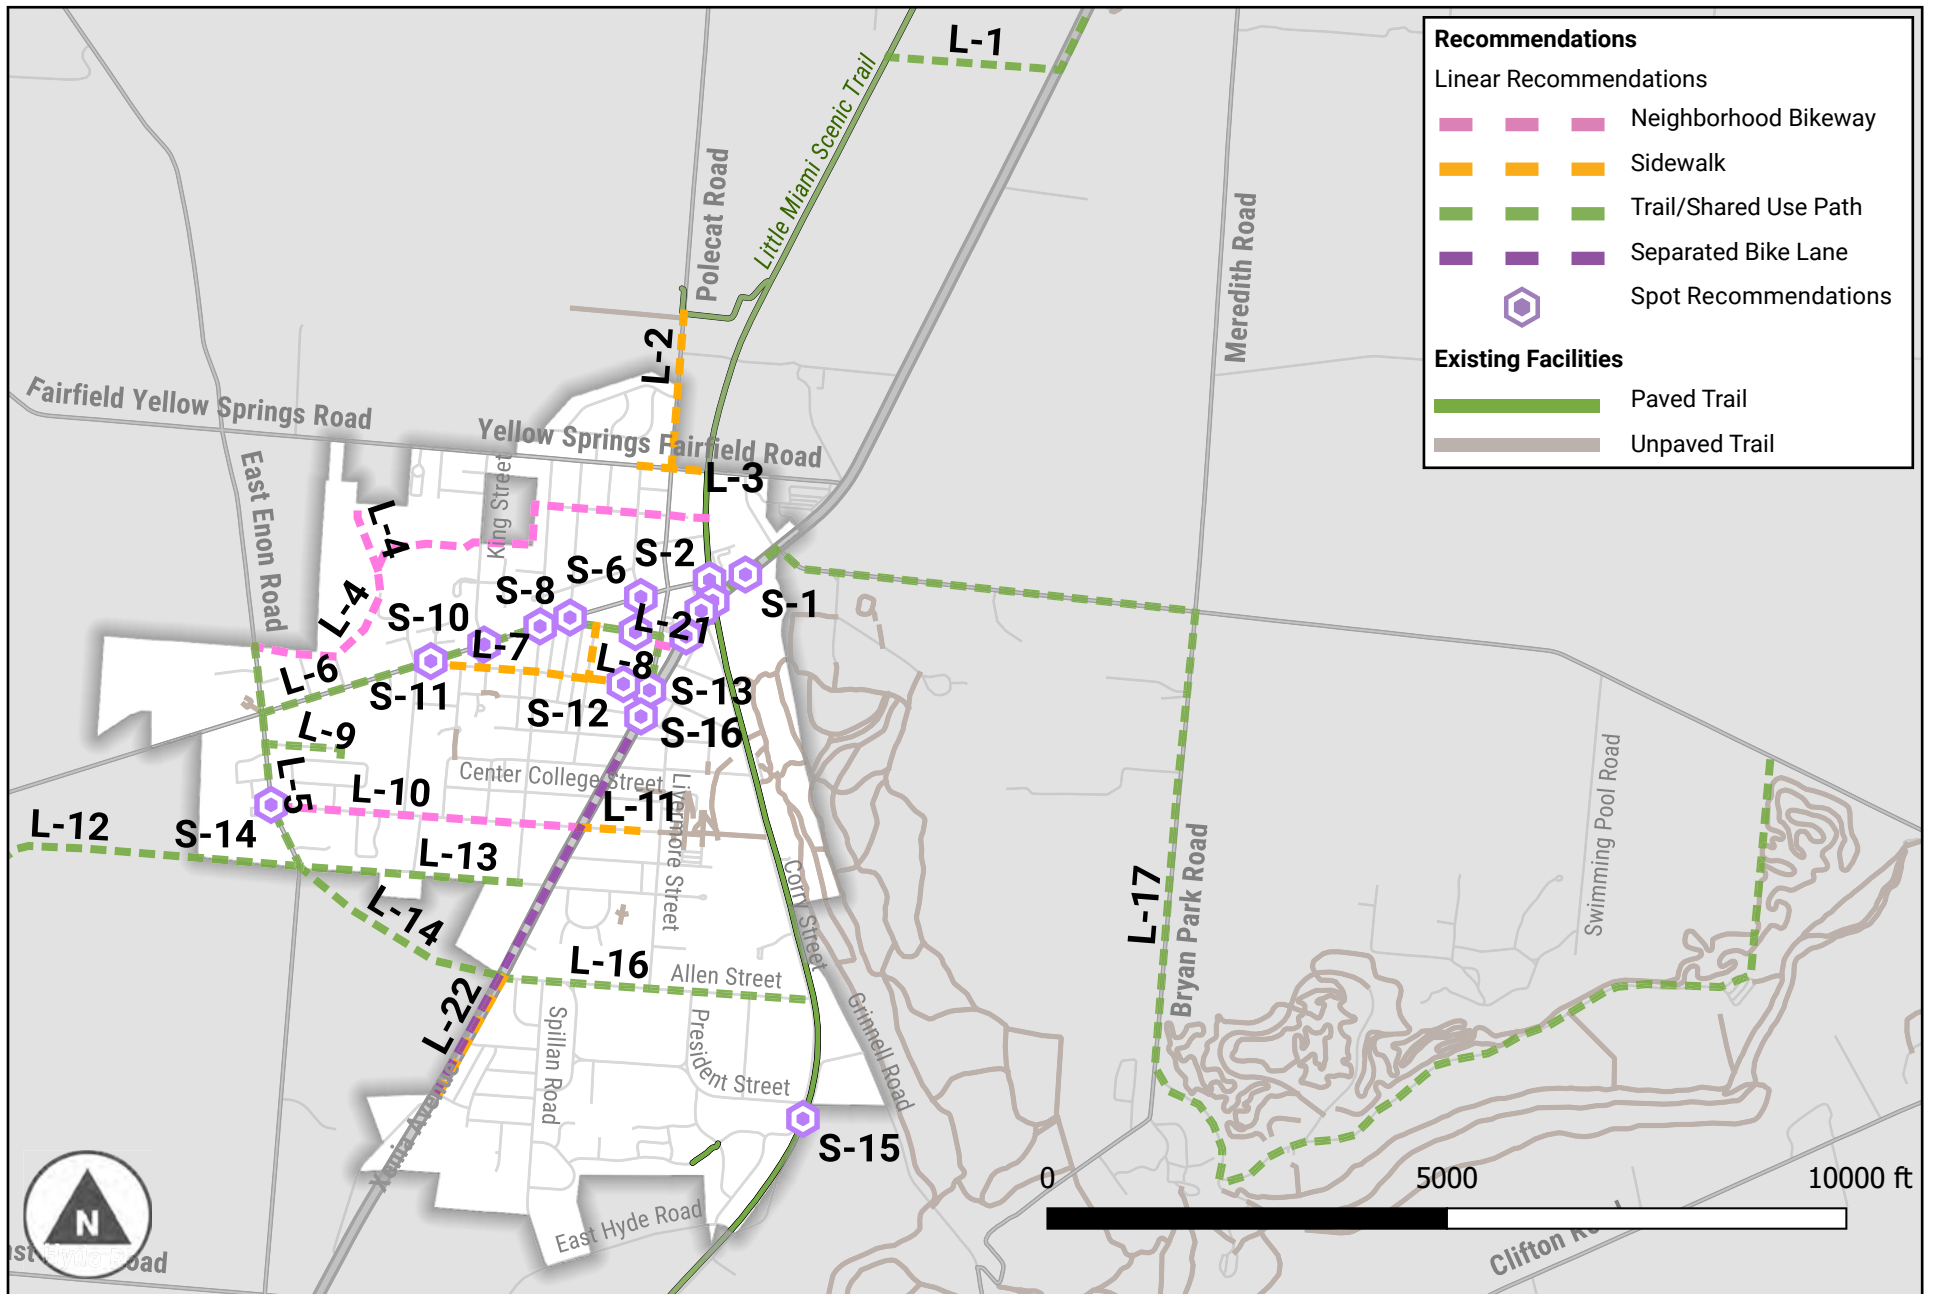 Recommendations
Linear Recommendations
Neighborhood Bikeway
Sidewalk
Trail/Shared Use Path
Separated Bike Lane
Spot Recommendations
Existing Facilities
Paved Trail
Unpaved Trail
L-1
Little Miami Scenic Trail
Polecat Road
Meredith Road
L-2
Fairfield Yellow Springs Road
Yellow Springs Fairfield Road
L-3
East Enon Road
King Street
L-4
L-4
S-2
S-6
S-8
S-1
S-10
L-21
L-7
L-8
L-6
S-11
S-13
S-12
S-16
L-9
L-5
Center College Street
L-10
L-11
Livermore Street
L-12
S-14
L-13
Swimming Pool Road
L-14
Corry Street
L-17
Bryan Park Road
L-16
Allen Street
L-22
Spillan Road
President Street
Grinnell Road
Xenia Avenue
S-15
East Hyde Road
0
5000
10000 ft
N
Road
Clifton Road